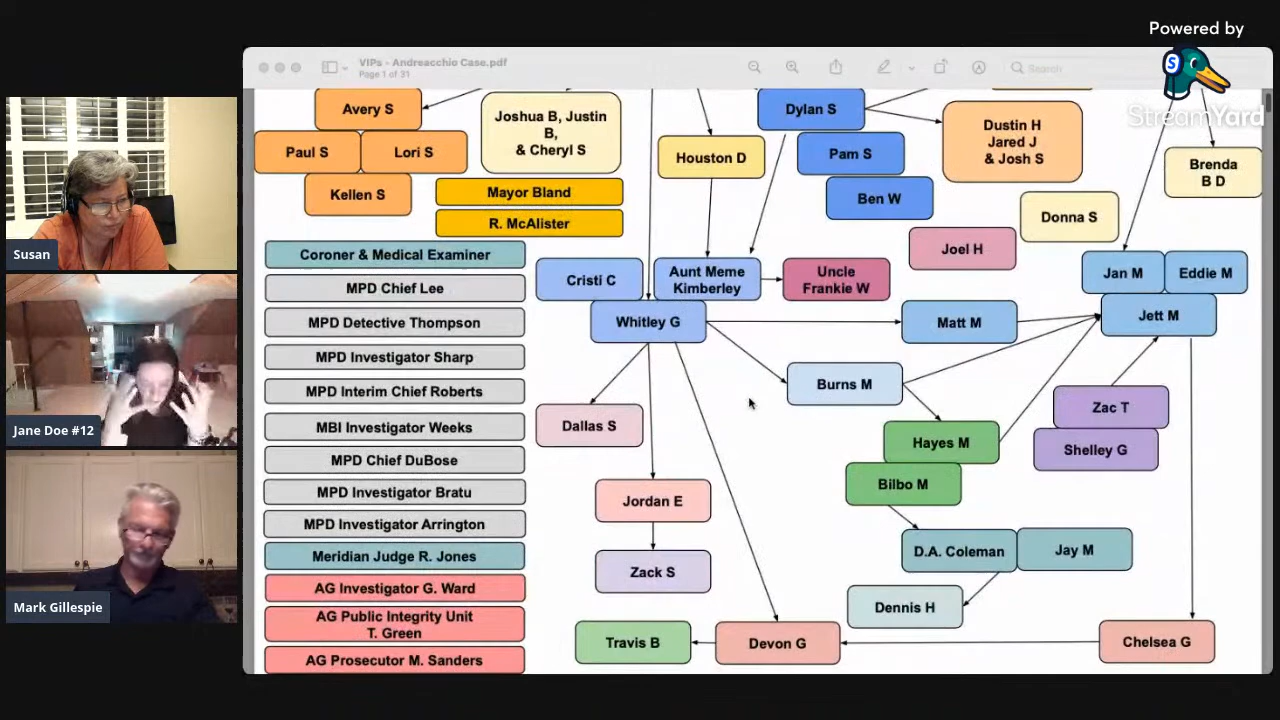 Powered by
StreamYard
VIPs - Andreacchio Case.pdf
Page 1 of 31
Search
Susan
Jane Doe #12
Mark Gillespie
Avery S
Paul S
Lori S
Kellen S
Joshua B, Justin
B,
& Cheryl S
Mayor Bland
R. McAlister
Houston D
Dylan S
Pam S
Ben W
Dustin H
Jared J
& Josh S
Brenda
B D
Donna S
Joel H
Coroner & Medical Examiner
MPD Chief Lee
MPD Detective Thompson
MPD Investigator Sharp
MPD Interim Chief Roberts
MBI Investigator Weeks
MPD Chief DuBose
MPD Investigator Bratu
MPD Investigator Arrington
Meridian Judge R. Jones
AG Investigator G. Ward
AG Public Integrity Unit
T. Green
AG Prosecutor M. Sanders
Cristi C
Aunt Meme
Kimberley
Uncle
Frankie W
Whitley G
Matt M
Jan M
Eddie M
Jett M
Burns M
Dallas S
Hayes M
Bilbo M
Zac T
Shelley G
Jordan E
Zack S
D.A. Coleman
Jay M
Dennis H
Travis B
Devon G
Chelsea G